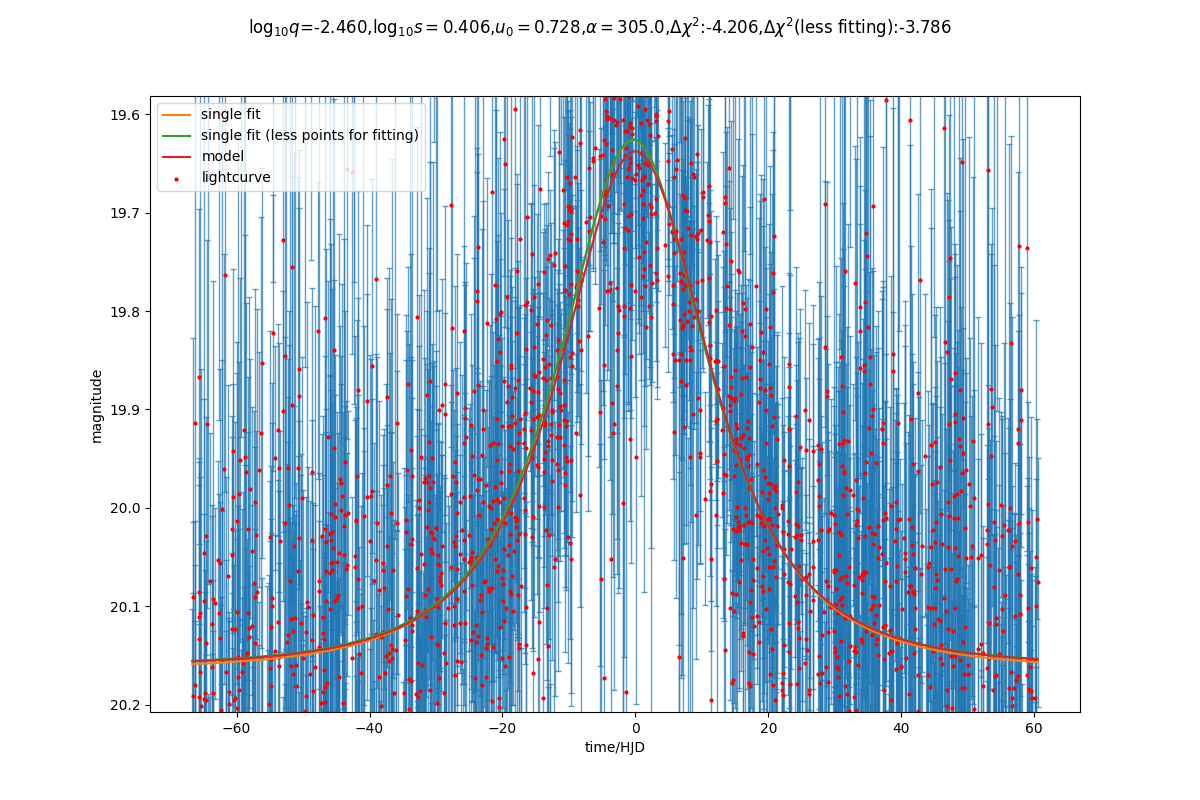 log₁₀q=-2.460,log₁₀s = 0.406,u₀ = 0.728,α = 305.0,Δχ²:-4.206,Δχ²(less fitting):-3.786
single fit
single fit (less points for fitting)
model
lightcurve
19.6
19.7
19.8
19.9
20.0
20.1
20.2
magnitude
−60 −40 −20 0 20 40 60
time/HJD